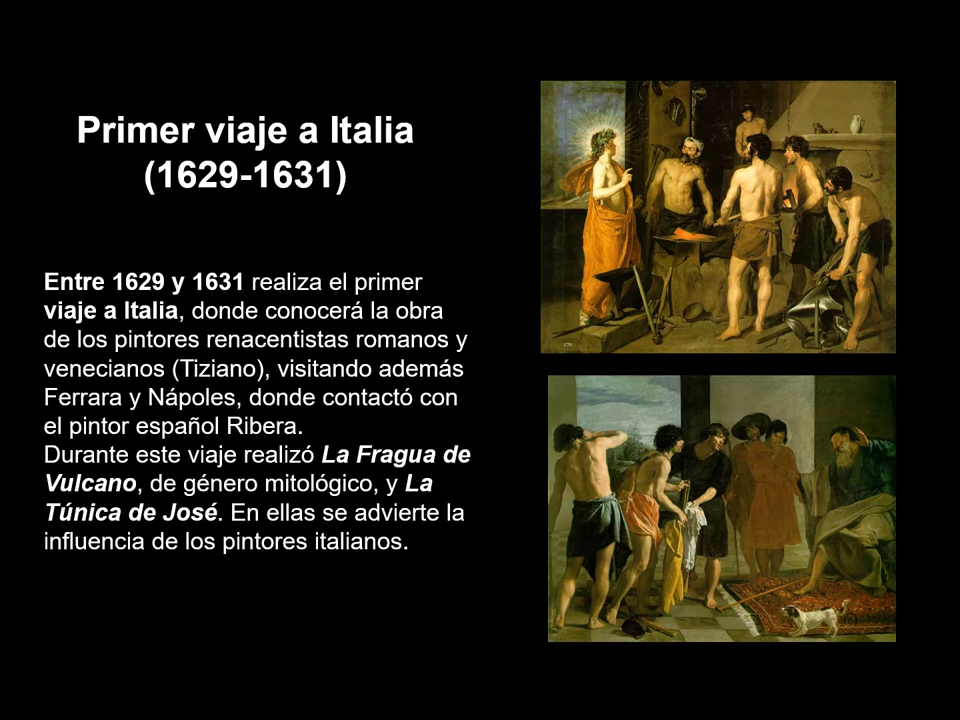 Primer viaje a Italia
(1629-1631)
Entre 1629 y 1631 realiza el primer
viaje a Italia, donde conocerá la obra
de los pintores renacentistas romanos y
venecianos (Tiziano), visitando además
Ferrara y Nápoles, donde contactó con
el pintor español Ribera.
Durante este viaje realizó La Fragua de
Vulcano, de género mitológico, y La
Túnica de José. En ellas se advierte la
influencia de los pintores italianos.